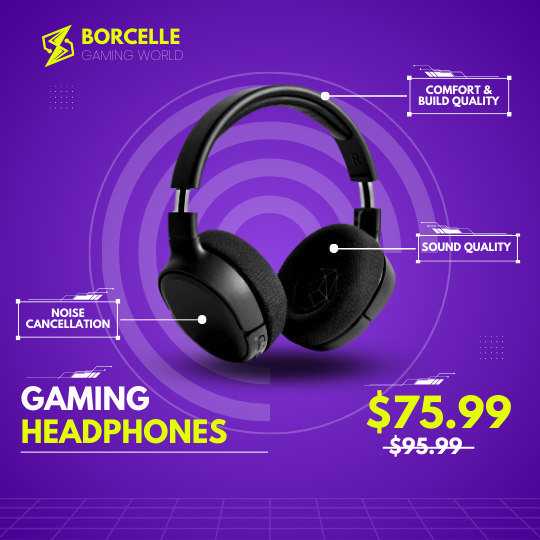 BORCELLE
GAMING WORLD
COMFORT &
BUILD QUALITY
SOUND QUALITY
NOISE
CANCELLATION
GAMING
HEADPHONES
$75.99
$95.99